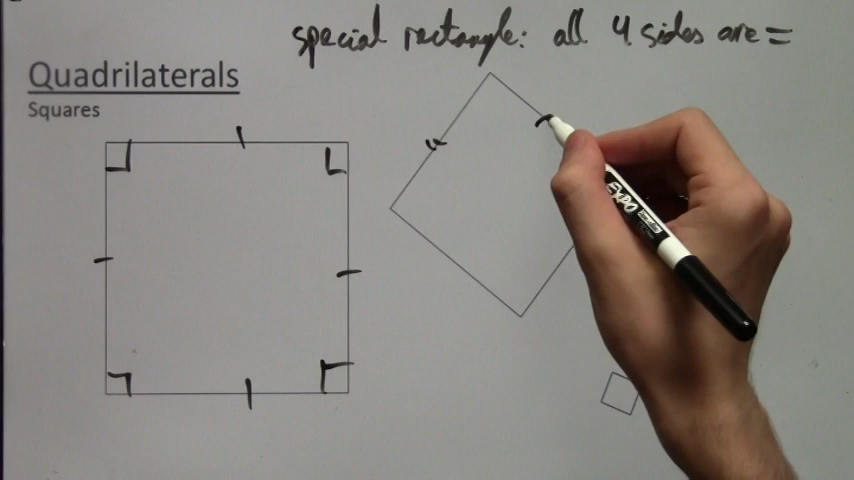 special rectangle: all 4 sides are =
Quadrilaterals
Squares
EXPO